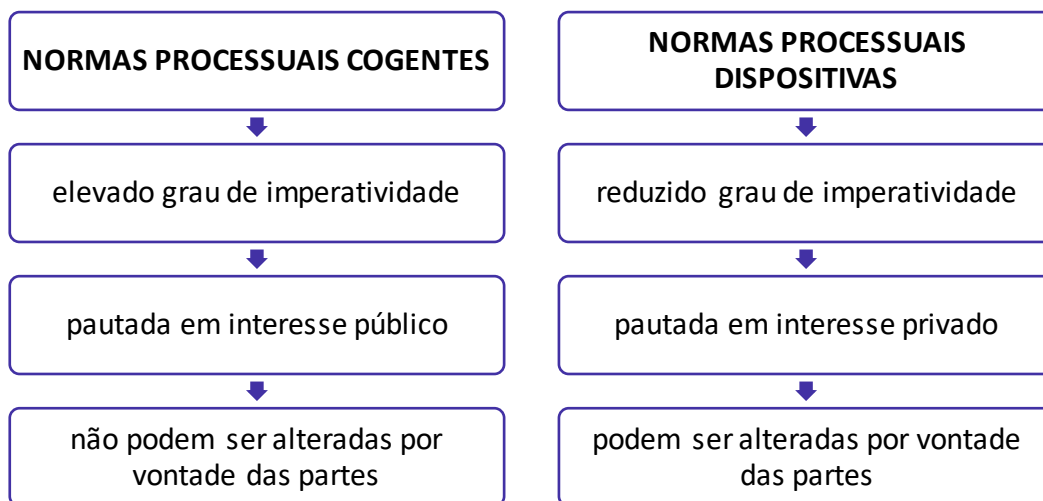 NORMAS PROCESSUAIS COGENTES
elevado grau de imperatividade
pautada em interesse público
não podem ser alteradas por
vontade das partes
NORMAS PROCESSUAIS
DISPOSITIVAS
reduzido grau de imperatividade
pautada em interesse privado
podem ser alteradas por vontade
das partes